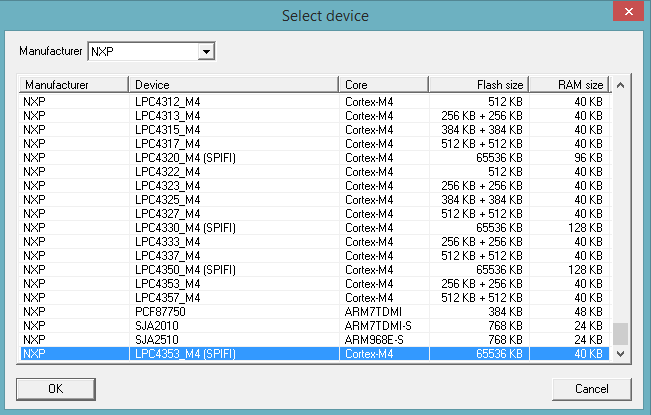 Select device
Manufacturer NXP
Manufacturer Device Core Flash size RAM size
NXP LPC4312_M4 Cortex-M4 512 KB 40 KB
NXP LPC4313_M4 Cortex-M4 256 KB + 256 KB 40 KB
NXP LPC4315_M4 Cortex-M4 384 KB + 384 KB 40 KB
NXP LPC4317_M4 Cortex-M4 512 KB + 512 KB 40 KB
NXP LPC4320_M4 (SPIFI) Cortex-M4 65536 KB 96 KB
NXP LPC4322_M4 Cortex-M4 512 KB 40 KB
NXP LPC4323_M4 Cortex-M4 256 KB + 256 KB 40 KB
NXP LPC4325_M4 Cortex-M4 384 KB + 384 KB 40 KB
NXP LPC4327_M4 Cortex-M4 512 KB + 512 KB 40 KB
NXP LPC4330_M4 (SPIFI) Cortex-M4 65536 KB 128 KB
NXP LPC4333_M4 Cortex-M4 256 KB + 256 KB 40 KB
NXP LPC4337_M4 Cortex-M4 512 KB + 512 KB 40 KB
NXP LPC4350_M4 (SPIFI) Cortex-M4 65536 KB 128 KB
NXP LPC4353_M4 Cortex-M4 256 KB + 256 KB 40 KB
NXP LPC4357_M4 Cortex-M4 512 KB + 512 KB 40 KB
NXP PCF87750 ARM7TDMI 384 KB 48 KB
NXP SJA2010 ARM7TDMI-S 768 KB 24 KB
NXP SJA2510 ARM968E-S 768 KB 24 KB
NXP LPC4353_M4 (SPIFI) Cortex-M4 65536 KB 40 KB
OK Cancel